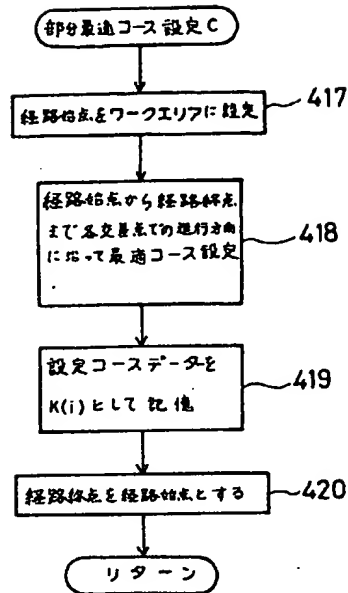 部分最適コース設定C
経路始点をワークエリアに設定
417
経路始点から経路終点
まで各交差点での進行方向
に沿って最適コース設定
.
418
設定コースデーターを
K(i)として記憶
419
経路終点を経路始点とする
420
リターン